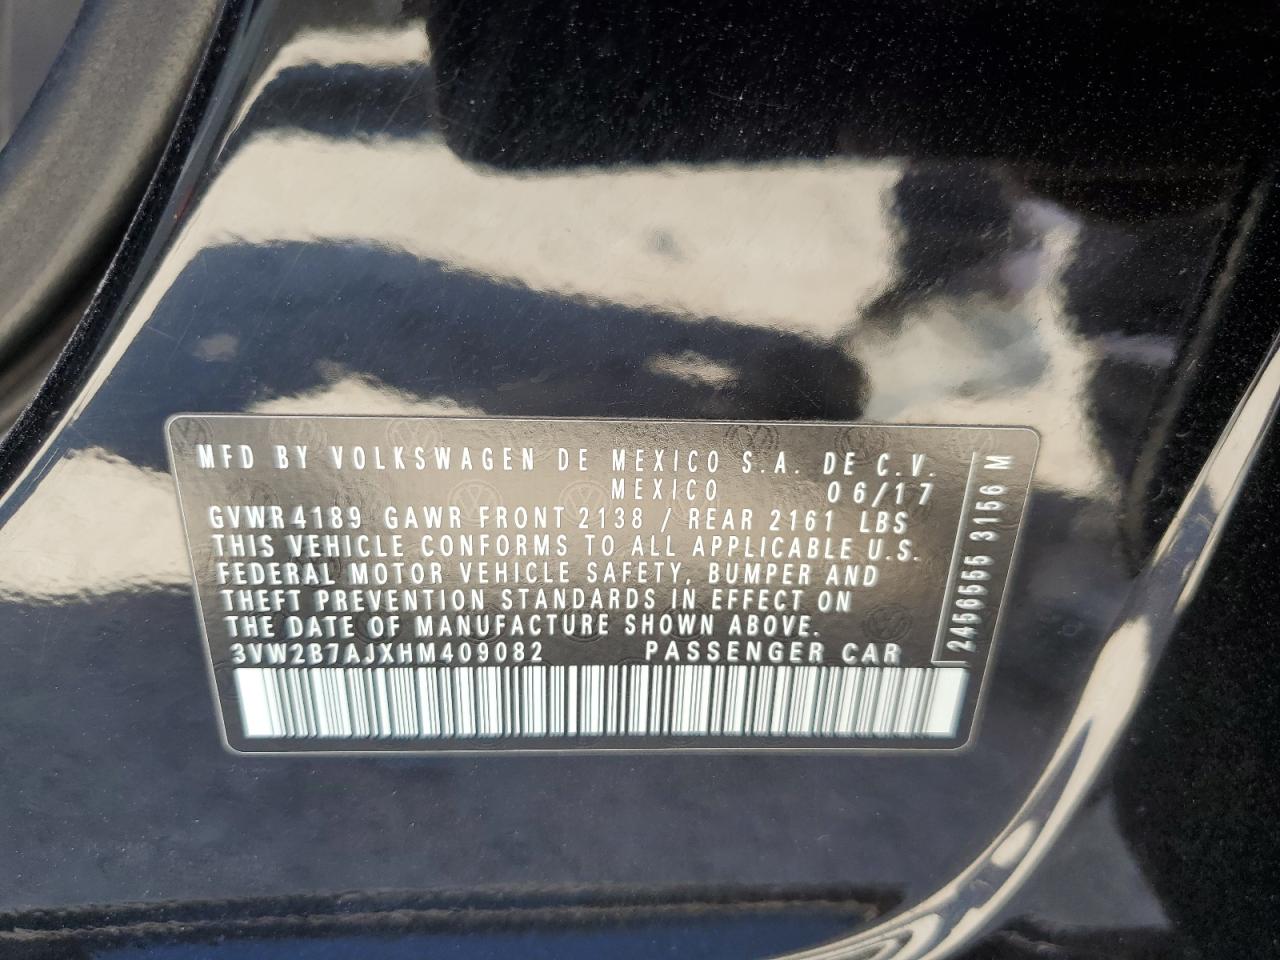 MFD BY VOLKSWAGEN DE MEXICO S.A. DE C.V.
MEXICO 06/17
GVWR 4189 GAWR FRONT 2138 / REAR 2161 LBS
THIS VEHICLE CONFORMS TO ALL APPLICABLE U.S.
FEDERAL MOTOR VEHICLE SAFETY, BUMPER AND
THEFT PREVENTION STANDARDS IN EFFECT ON
THE DATE OF MANUFACTURE SHOWN ABOVE.
3VW2B7AJXHM409082 PASSENGER CAR
2456555 3156 M